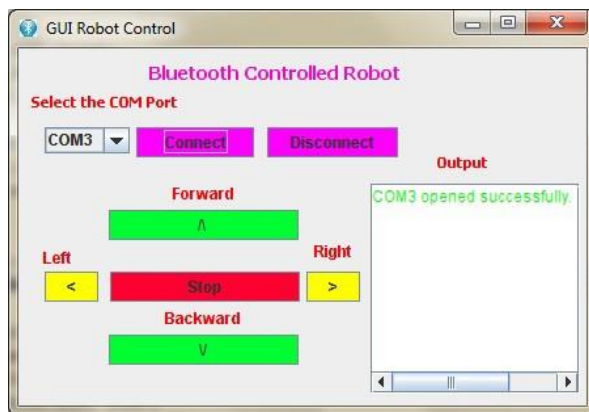 GUI Robot Control
Bluetooth Controlled Robot
Select the COM Port
COM3 Connect Disconnect
Output
COM3 opened successfully.
Forward
/\
Left
Right
< Stop >
Backward
\/